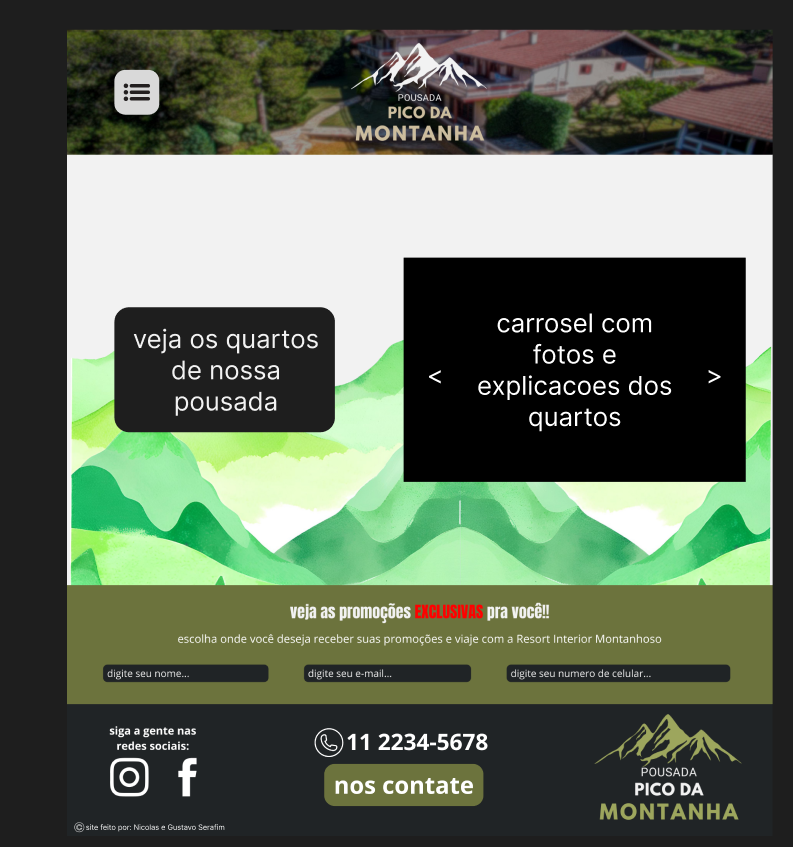 POUSADA
PICO DA
MONTANHA
veja os quartos
de nossa
pousada
carrosel com
fotos e
explicacoes dos
quartos
<
>
veja as promoções EXCLUSIVAS pra você!!
escolha onde você deseja receber suas promoções e viaje com a Resort Interior Montanhoso
digite seu nome...
digite seu e-mail...
digite seu numero de celular...
siga a gente nas
redes sociais:
11 2234-5678
nos contate
POUSADA
PICO DA
MONTANHA
© site feito por: Nicolas e Gustavo Serafim